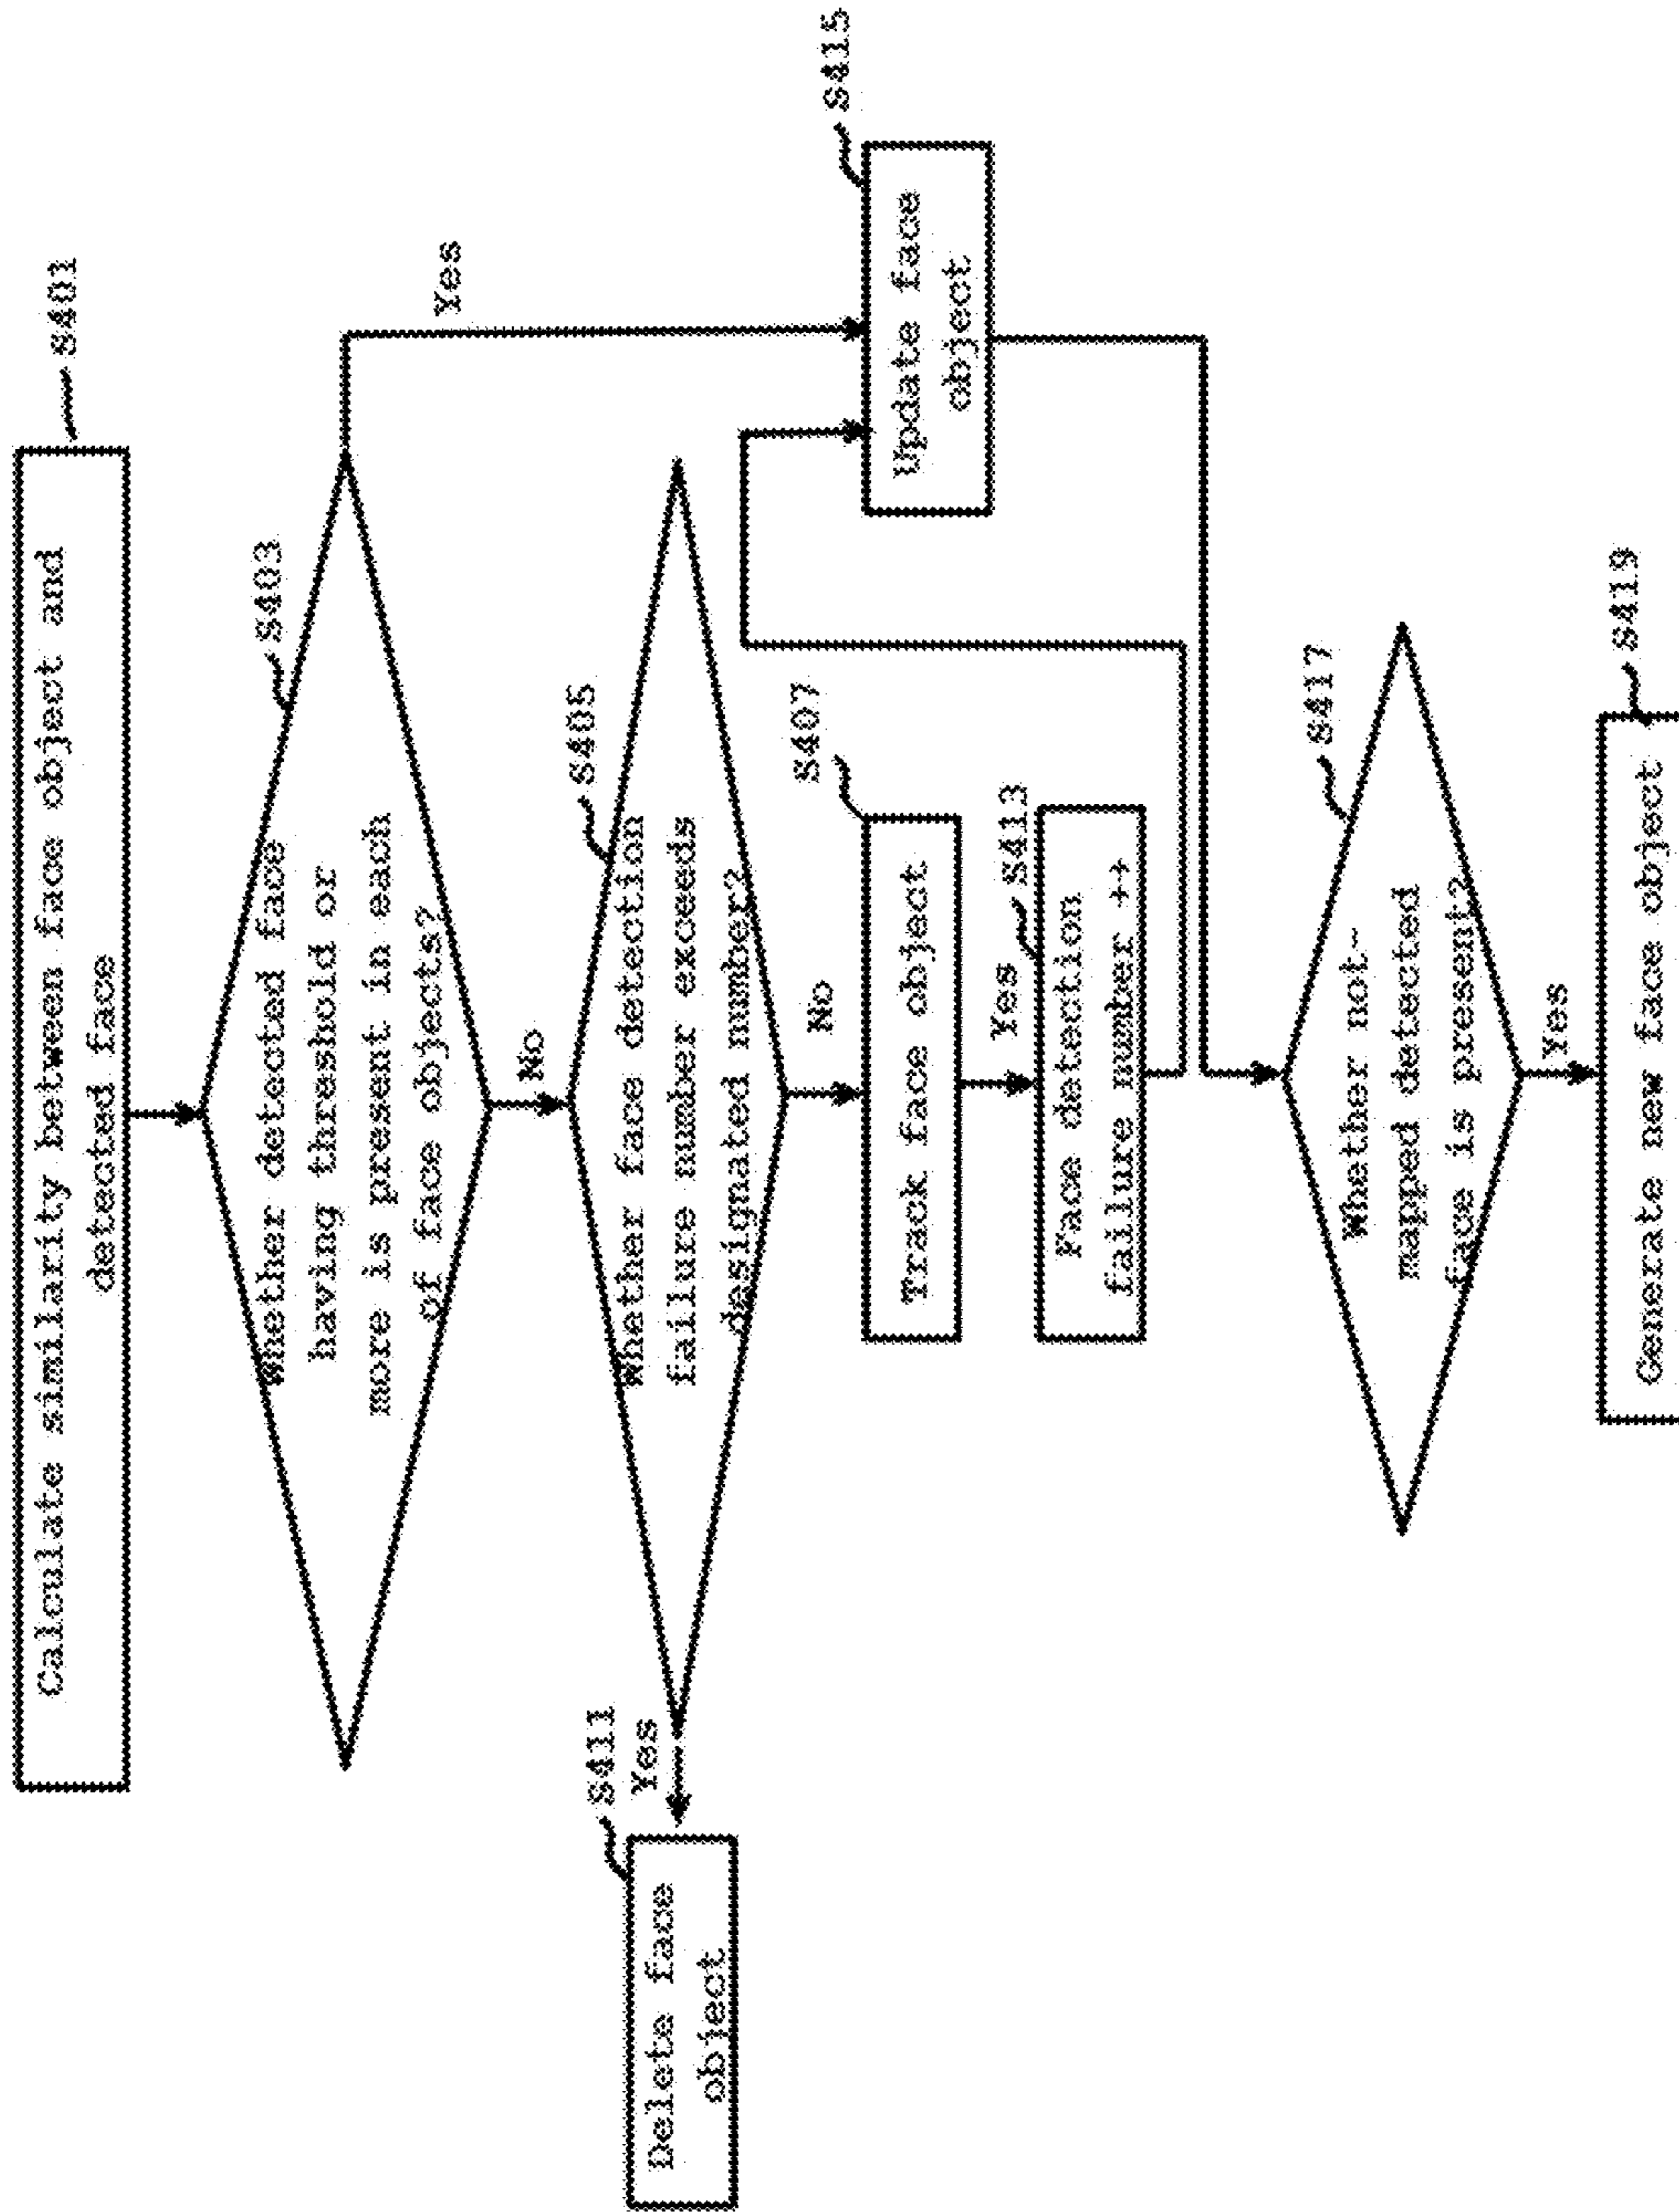 Calculate similarity between face object and
detected face
S401
Whether detected face
having threshold or
more is present in each
of face objects?
S403
Yes
No
Whether face detection
failure number exceeds
designated number?
S405
S411
Yes
Delete face
object
No
Track face object
S407
Yes
Face detection
failure number ++
S413
Update face
object
S415
Whether not-
mapped detected
face is present?
S417
Yes
Generate new face object
S419